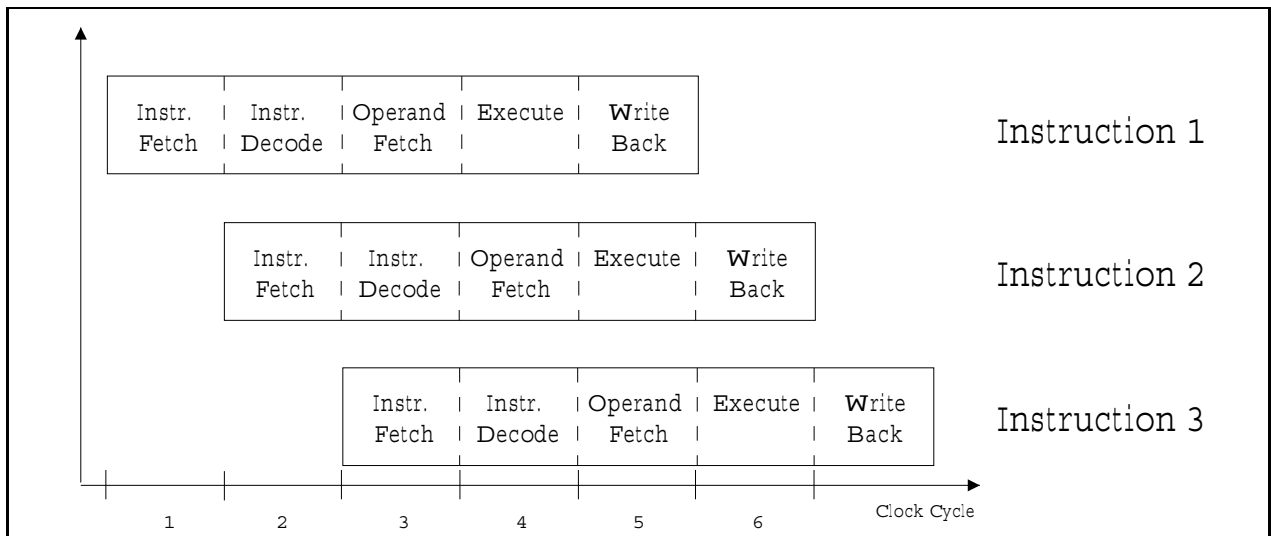 Instr. Instr. Operand Execute Write
Fetch Decode Fetch Back
Instruction 1
Instr. Instr. Operand Execute Write
Fetch Decode Fetch Back
Instruction 2
Instr. Instr. Operand Execute Write
Fetch Decode Fetch Back
Instruction 3
1 2 3 4 5 6
Clock Cycle